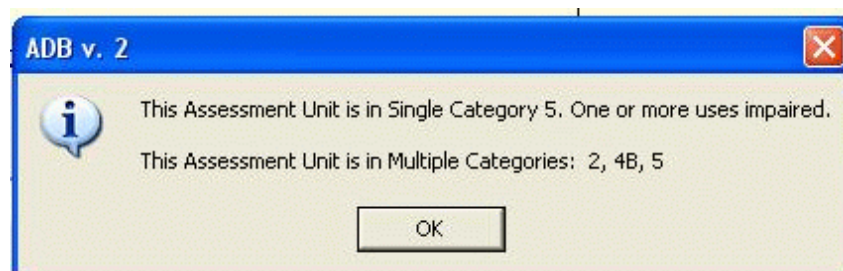 ADB v. 2
This Assessment Unit is in Single Category 5. One or more uses impaired.
This Assessment Unit is in Multiple Categories: 2, 4B, 5
OK